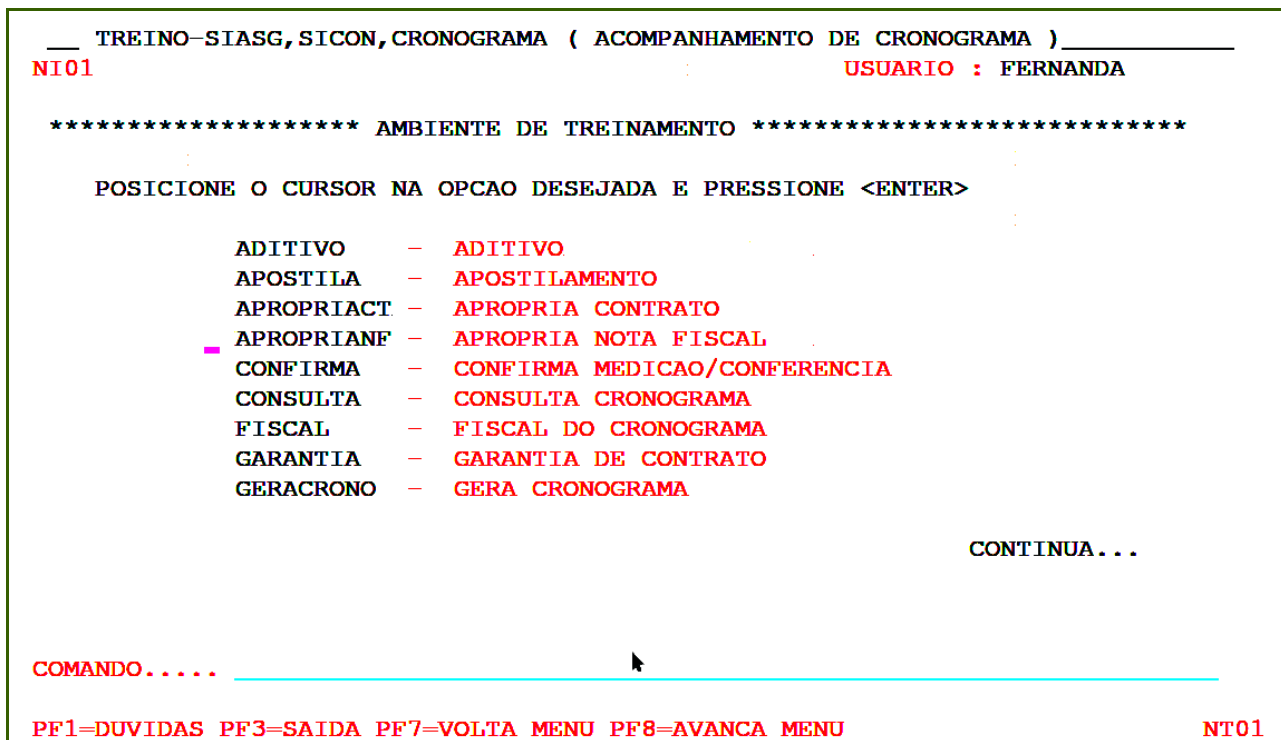 __ TREINO-SIASG,SICON,CRONOGRAMA ( ACOMPANHAMENTO DE CRONOGRAMA )___________
NI01 USUARIO : FERNANDA
******************** AMBIENTE DE TREINAMENTO ****************************
POSICIONE O CURSOR NA OPCAO DESEJADA E PRESSIONE <ENTER>
ADITIVO - ADITIVO
APOSTILA - APOSTILAMENTO
APROPRIACT - APROPRIA CONTRATO
APROPRIANF - APROPRIA NOTA FISCAL
CONFIRMA - CONFIRMA MEDICAO/CONFERENCIA
CONSULTA - CONSULTA CRONOGRAMA
FISCAL - FISCAL DO CRONOGRAMA
GARANTIA - GARANTIA DE CONTRATO
GERACRONO - GERA CRONOGRAMA
CONTINUA...
COMANDO.....
PF1=DUVIDAS PF3=SAIDA PF7=VOLTA MENU PF8=AVANCA MENU NT01